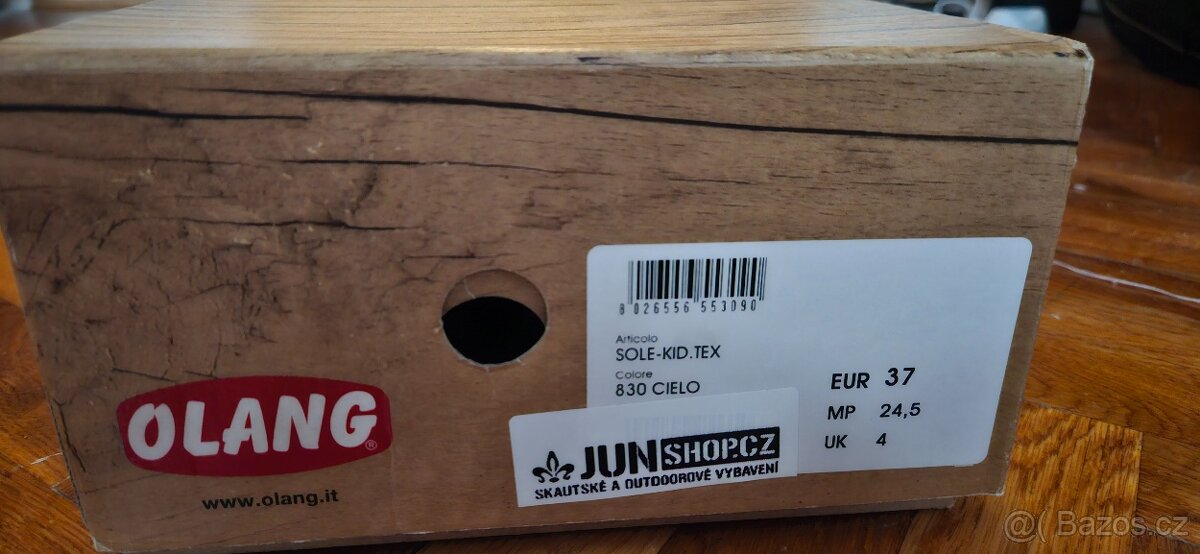 8 026556 553090
Articolo
SOLE-KID.TEX
Colore
830 CIELO
EUR 37
MP 24,5
UK 4
JUNSHOP.CZ
SKAUTSKÉ A OUTDOOROVÉ VYBAVENÍ
OLANG®
www.olang.it
@( Bazos.cz